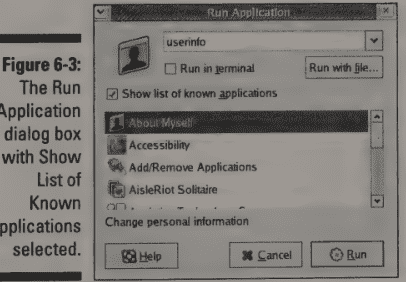 Figure 6-3:
The Run
Application
dialog box
with Show
List of
Known
pplications
selected.
Run Application
userinfo
Run in terminal
Run with file...
Show list of known applications
About Myself
Accessibility
Add/Remove Applications
AisleRiot Solitaire
Change personal information
Help
Cancel
Run